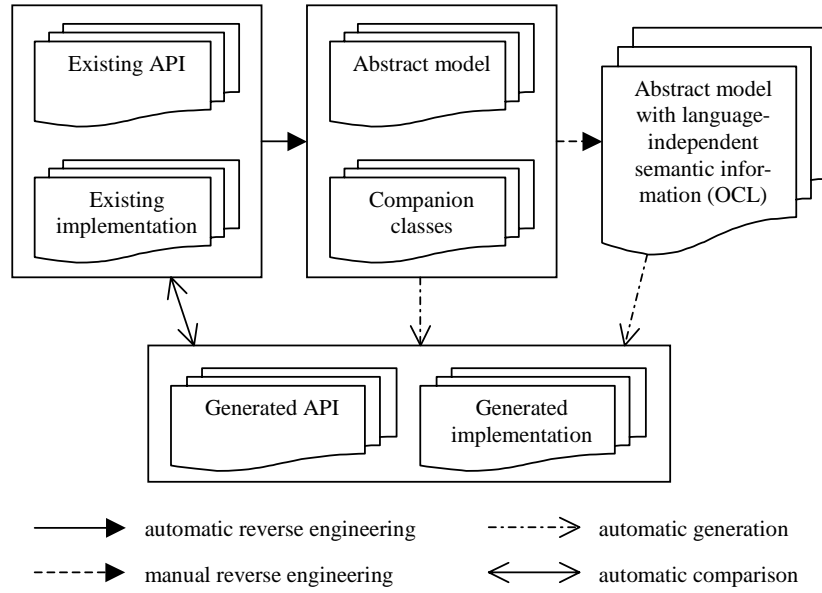 Existing API
Existing
implementation
Abstract model
Companion
classes
Abstract model
with language-
independent
semantic infor-
mation (OCL)
Generated API
Generated
implementation
automatic reverse engineering
manual reverse engineering
automatic generation
automatic comparison